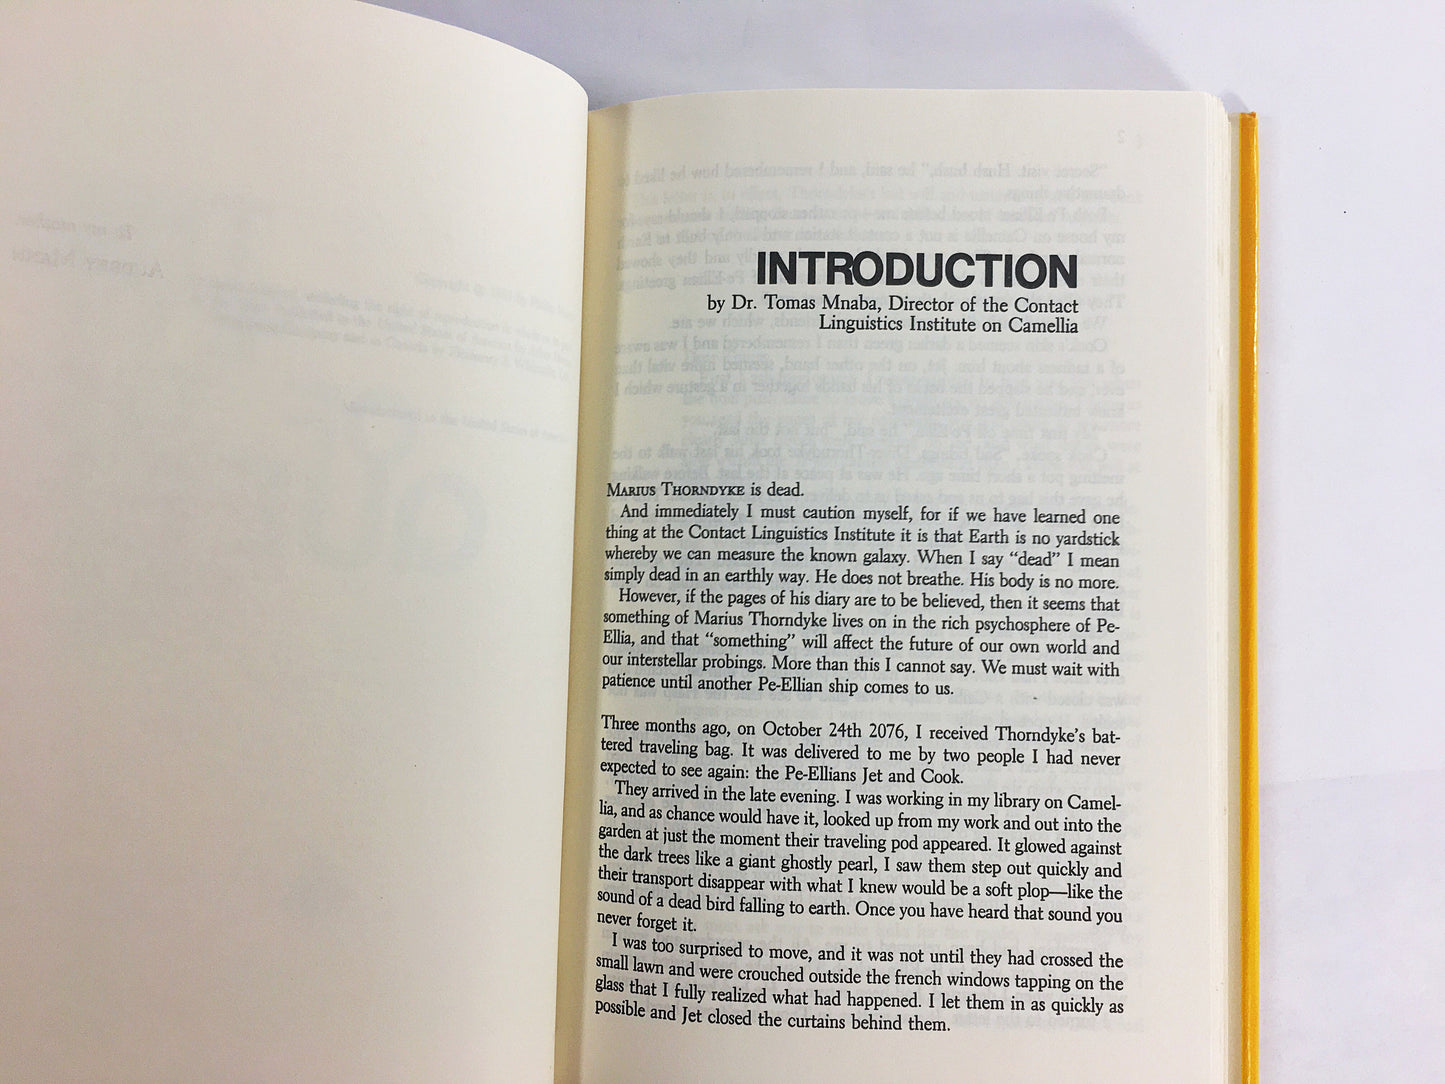 INTRODUCTION
by Dr. Tomas Mnaba, Director of the Contact
Linguistics Institute on Camellia
MARIUS THORNDYKE is dead.
And immediately I must caution myself, for if we have learned one
thing at the Contact Linguistics Institute it is that Earth is no yardstick
whereby we can measure the known galaxy. When I say “dead” I mean
simply dead in an earthly way. He does not breathe. His body is no more.
However, if the pages of his diary are to be believed, then it seems that
something of Marius Thorndyke lives on in the rich psychosphere of Pe-
Ellia, and that “something” will affect the future of our own world and
our interstellar probings. More than this I cannot say. We must wait with
patience until another Pe-Ellian ship comes to us.
Three months ago, on October 24th 2076, I received Thorndyke’s bat-
tered traveling bag. It was delivered to me by two people I had never
expected to see again: the Pe-Ellians Jet and Cook.
They arrived in the late evening. I was working in my library on Camel-
lia, and as chance would have it, looked up from my work and out into the
garden at just the moment their traveling pod appeared. It glowed against
the dark trees like a giant ghostly pearl, I saw them step out quickly and
their transport disappear with what I knew would be a soft plop—like the
sound of a dead bird falling to earth. Once you have heard that sound you
never forget it.
I was too surprised to move, and it was not until they had crossed the
small lawn and were crouched outside the french windows tapping on the
glass that I fully realized what had happened. I let them in as quickly as
possible and Jet closed the curtains behind them.